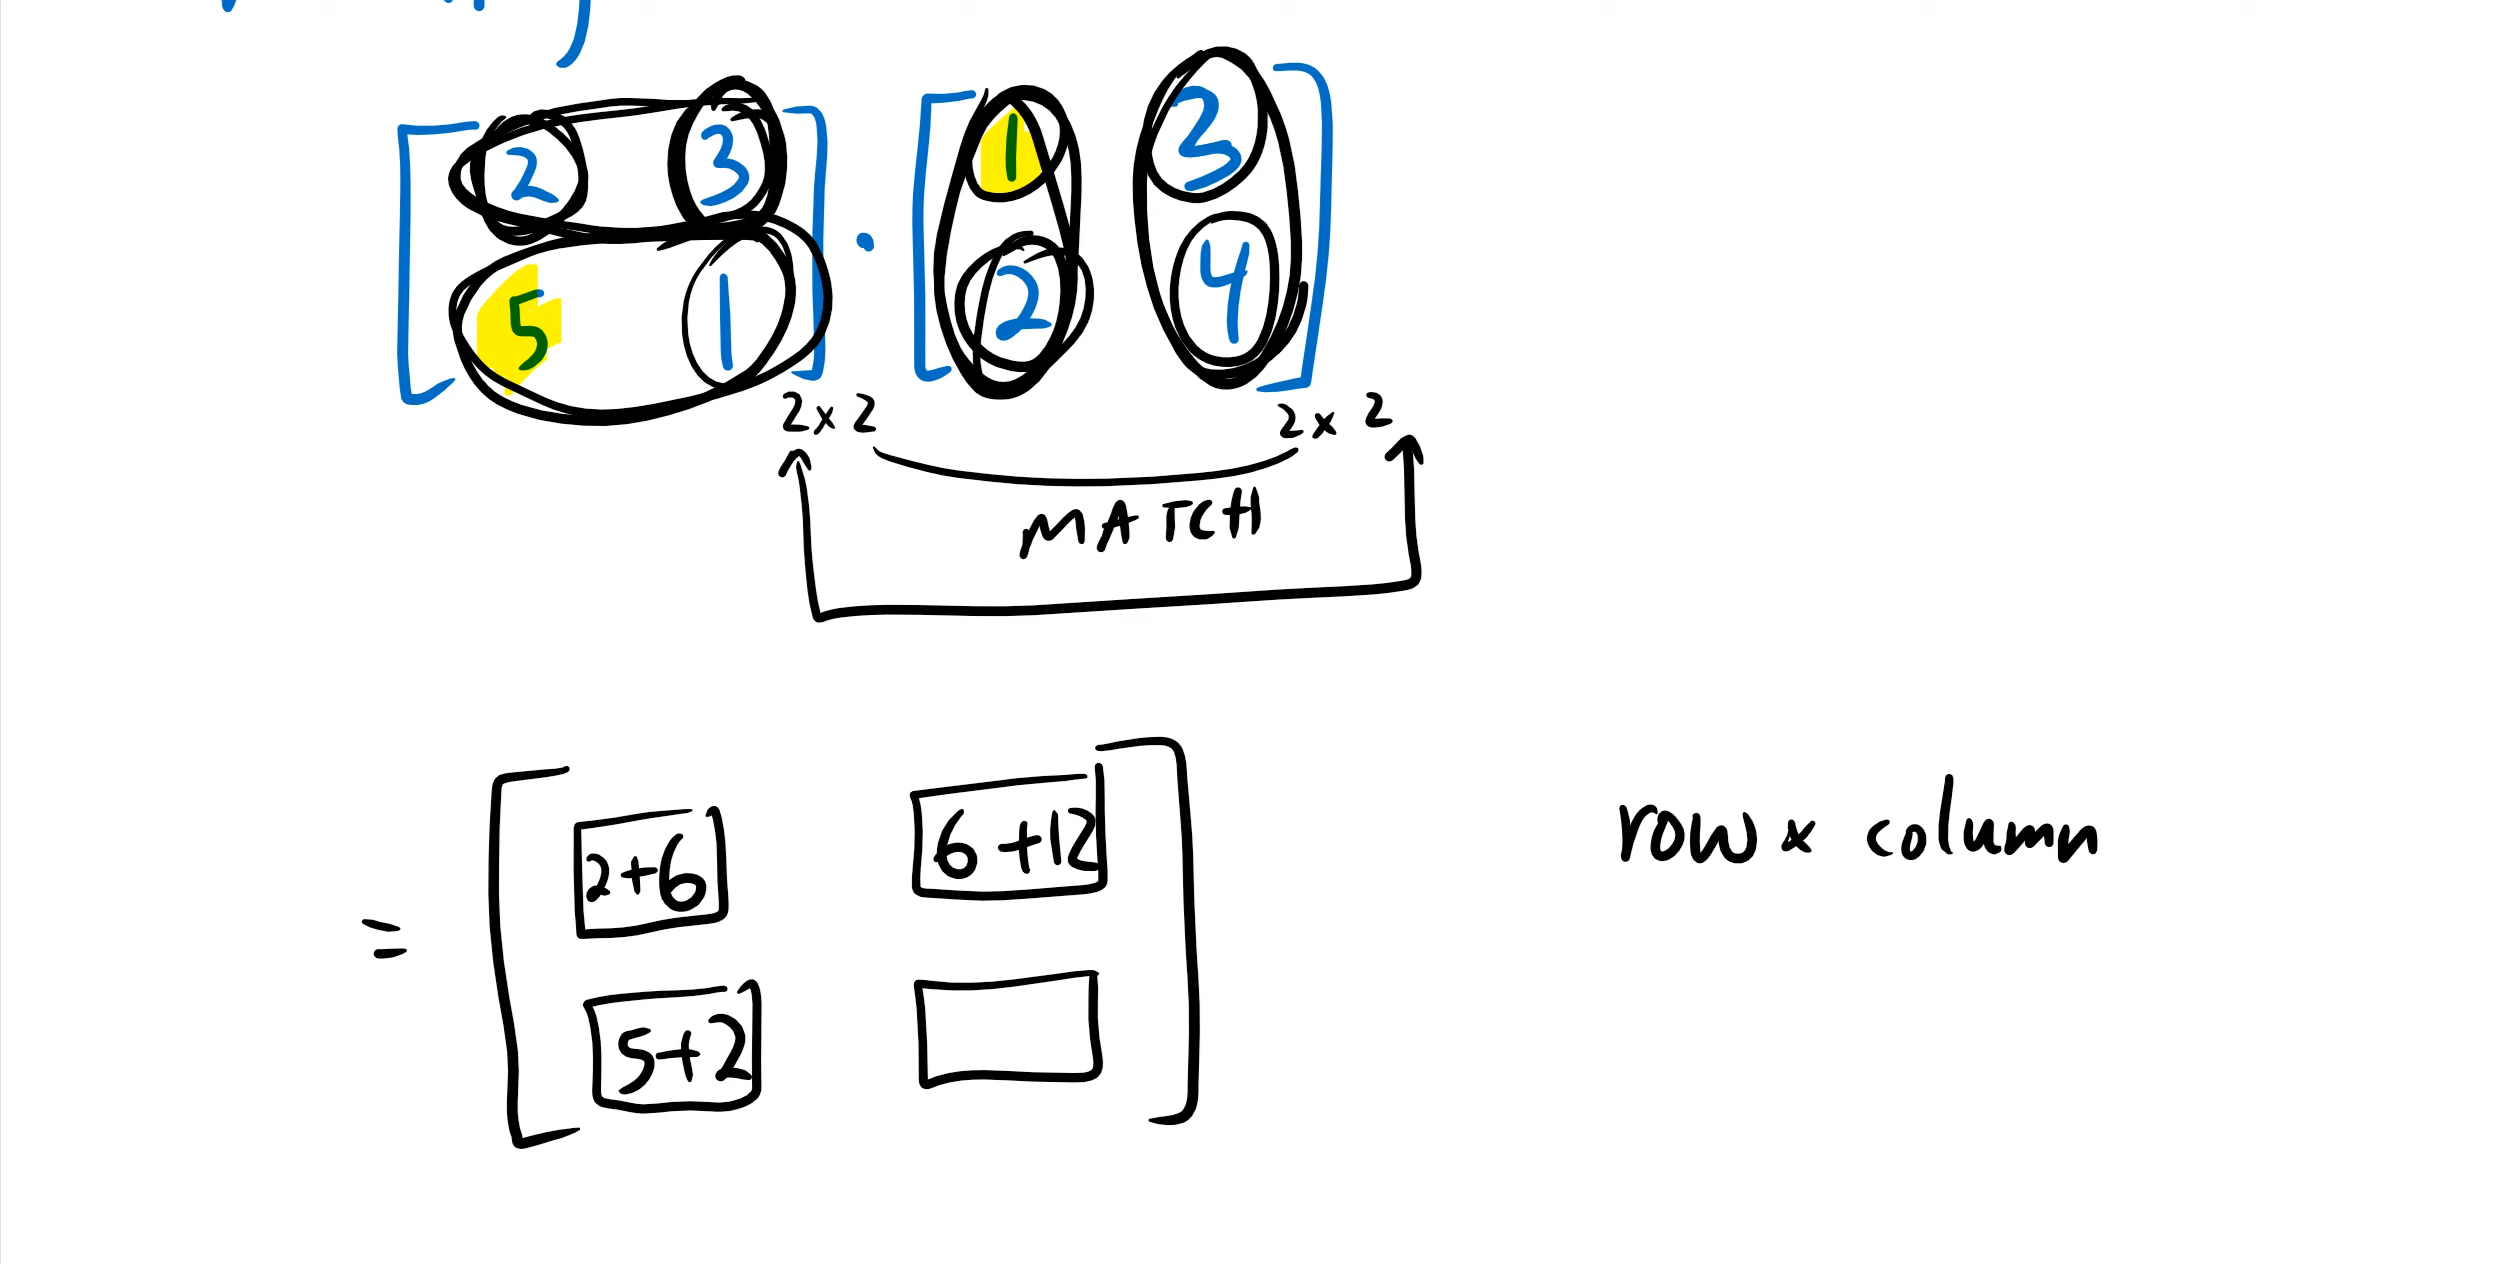 [ 2 3 ] . [ 1 3 ]
[ 5 1 ] [ 2 4 ]
2x2 2x2
MATCH
2+6 6+12 row x column
=
5+2